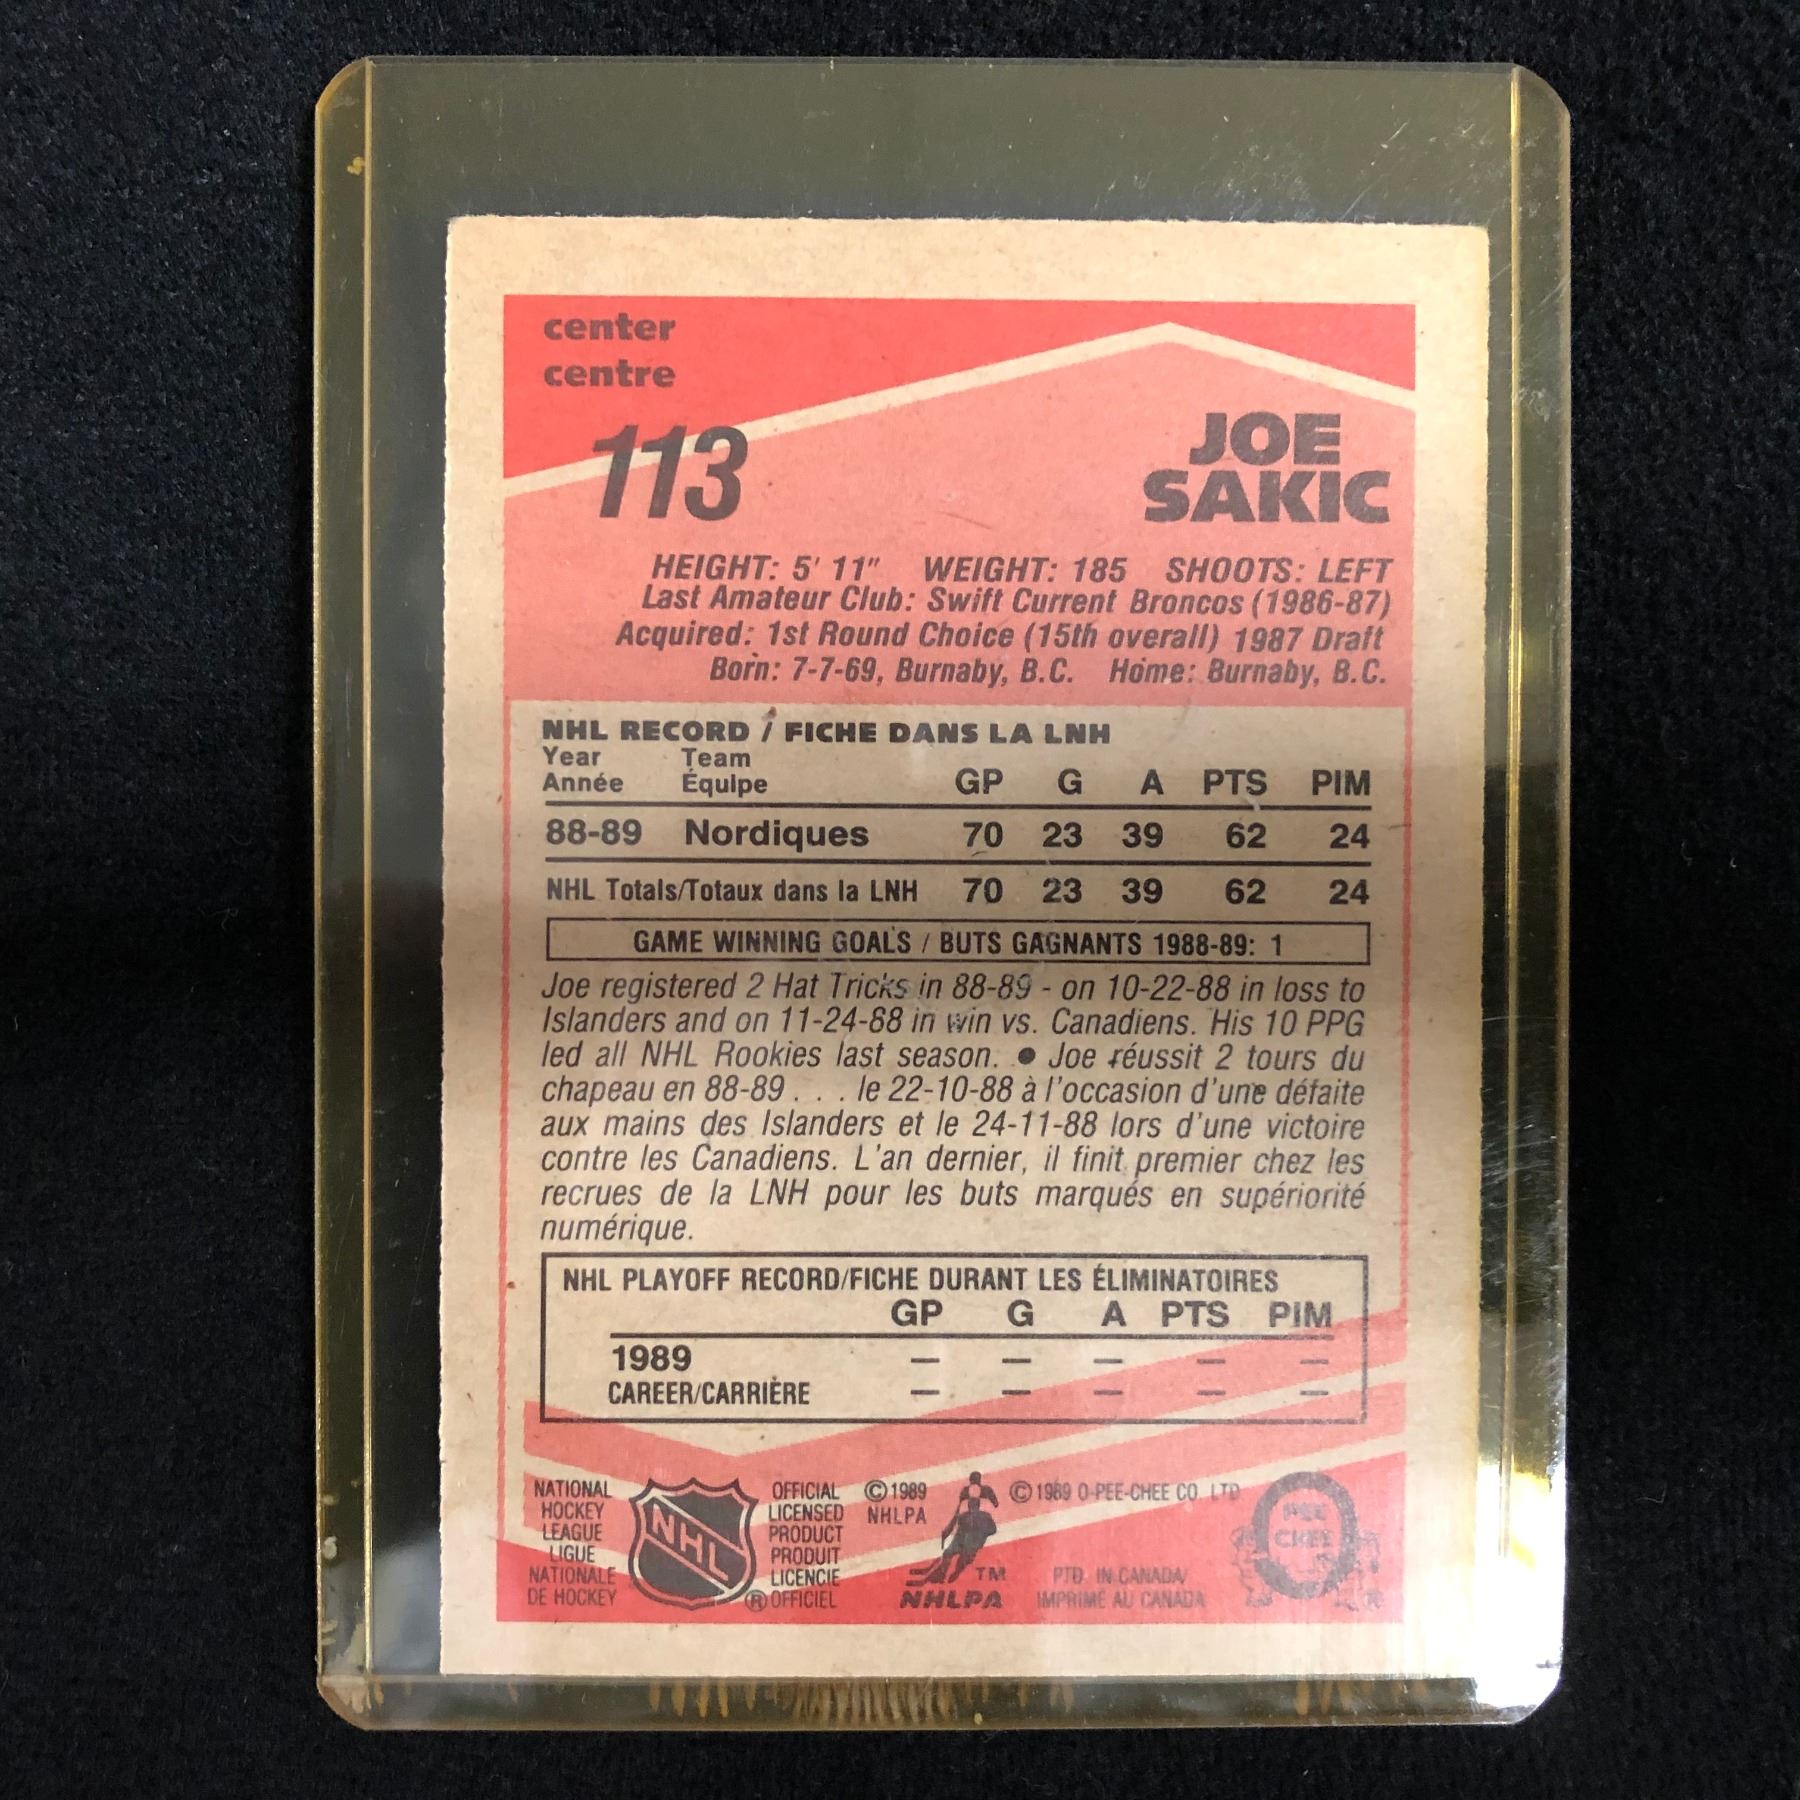 center
centre
113
JOE
SAKIC
HEIGHT: 5' 11" WEIGHT: 185 SHOOTS: LEFT
Last Amateur Club: Swift Current Broncos (1986-87)
Acquired: 1st Round Choice (15th overall) 1987 Draft
Born: 7-7-69, Burnaby, B.C. Home: Burnaby, B.C.
NHL RECORD / FICHE DANS LA LNH
Year Team
Année Équipe GP G A PTS PIM
88-89 Nordiques 70 23 39 62 24
NHL Totals/Totaux dans la LNH 70 23 39 62 24
GAME WINNING GOALS / BUTS GAGNANTS 1988-89: 1
Joe registered 2 Hat Tricks in 88-89 - on 10-22-88 in loss to
Islanders and on 11-24-88 in win vs. Canadiens. His 10 PPG
led all NHL Rookies last season. ● Joe réussit 2 tours du
chapeau en 88-89 . . . le 22-10-88 à l'occasion d'une défaite
aux mains des Islanders et le 24-11-88 lors d'une victoire
contre les Canadiens. L'an dernier, il finit premier chez les
recrues de la LNH pour les buts marqués en supériorité
numérique.
NHL PLAYOFF RECORD/FICHE DURANT LES ÉLIMINATOIRES
GP G A PTS PIM
1989 — — — — —
CAREER/CARRIÈRE — — — — —
NATIONAL
HOCKEY
LEAGUE
LIGUE
NATIONALE
DE HOCKEY
NHL
®
OFFICIAL
LICENSED
PRODUCT
PRODUIT
LICENCIE
OFFICIEL
©1989
NHLPA
TM
NHLPA
©1989 O-PEE-CHEE CO LTD
PTD. IN CANADA/
IMPRIMÉ AU CANADA
O
PEE
CHEE
®